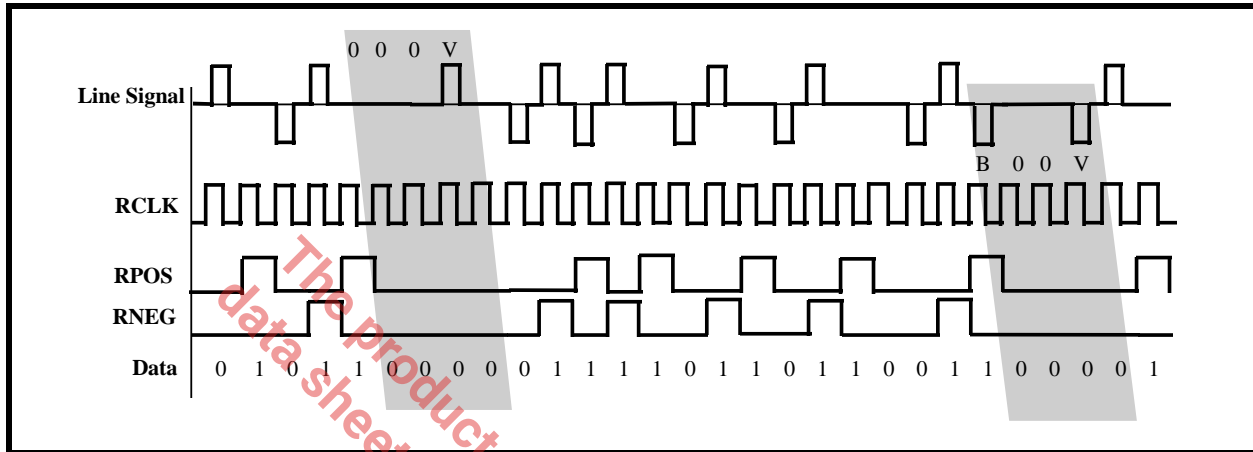 0 0 0 V
Line Signal
B 0 0 V
RCLK
RPOS
RNEG
Data 0 1 0 1 1 0 0 0 0 0 1 1 1 1 0 1 1 0 1 1 0 0 1 1 0 0 0 0 1
The product
data sheet